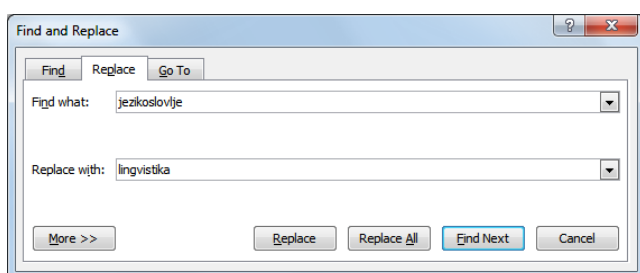 Find and Replace
Find Replace Go To
Find what: jezikoslovlje
Replace with: lingvistika
More >> Replace Replace All Find Next Cancel